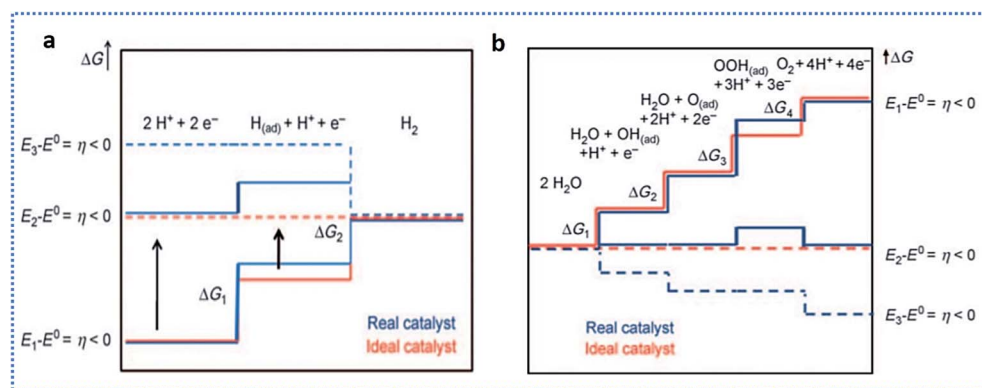 a
ΔG
2 H⁺ + 2 e⁻
H₍ad₎ + H⁺ + e⁻
H₂
E₃-E⁰ = η < 0
E₂-E⁰ = η < 0
ΔG₂
ΔG₁
E₁-E⁰ = η < 0
Real catalyst
Ideal catalyst
b
ΔG
OOH₍ad₎
+3H⁺ + 3e⁻
O₂ + 4H⁺ + 4e⁻
E₁-E⁰ = η < 0
ΔG₄
H₂O + O₍ad₎
+2H⁺ + 2e⁻
H₂O + OH₍ad₎
+H⁺ + e⁻
ΔG₃
2 H₂O
ΔG₂
ΔG₁
E₂-E⁰ = η < 0
E₃-E⁰ = η < 0
Real catalyst
Ideal catalyst